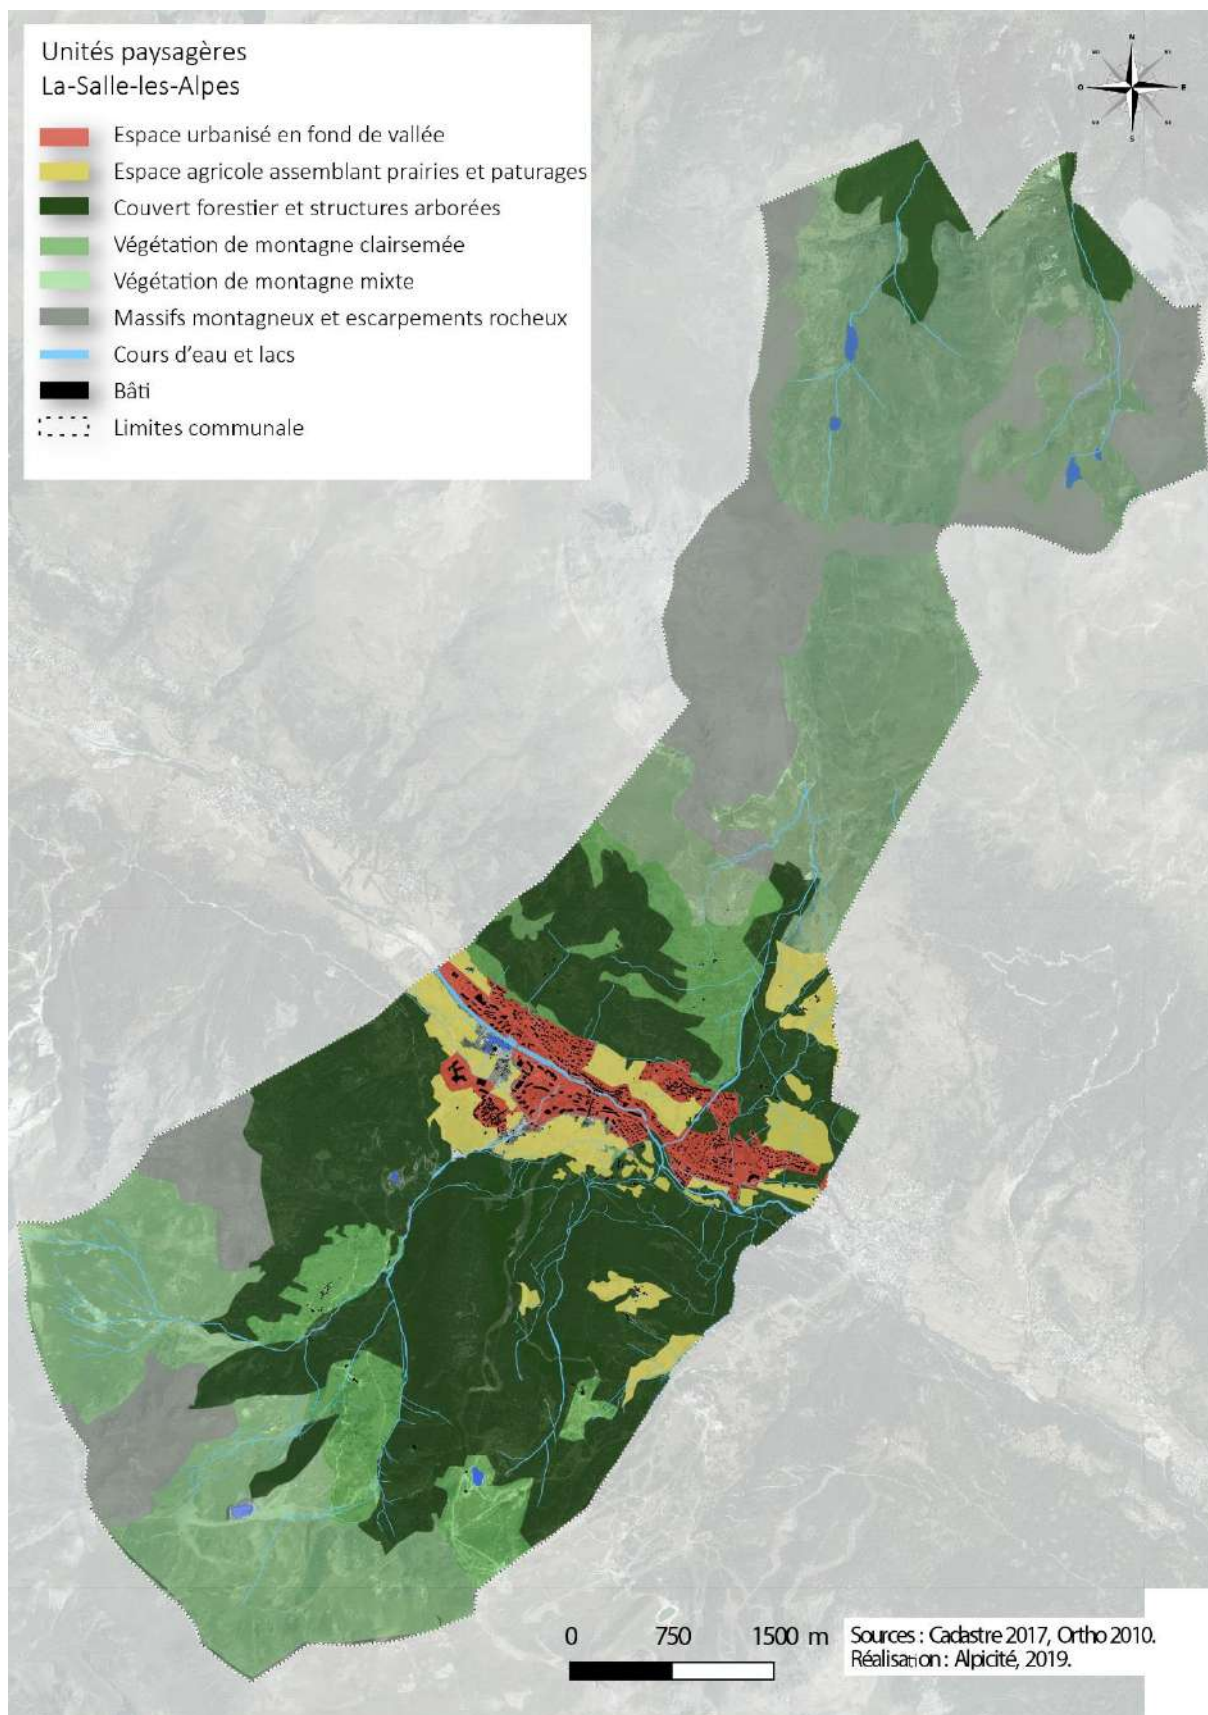 Unités paysagères
La-Salle-les-Alpes
Espace urbanisé en fond de vallée
Espace agricole assemblant prairies et paturages
Couvert forestier et structures arborées
Végétation de montagne clairsemée
Végétation de montagne mixte
Massifs montagneux et escarpements rocheux
Cours d'eau et lacs
Bâti
Limites communale
N
O
E
S
0 750 1500 m
Sources : Cadastre 2017, Ortho 2010.
Réalisation : Alpicité, 2019.